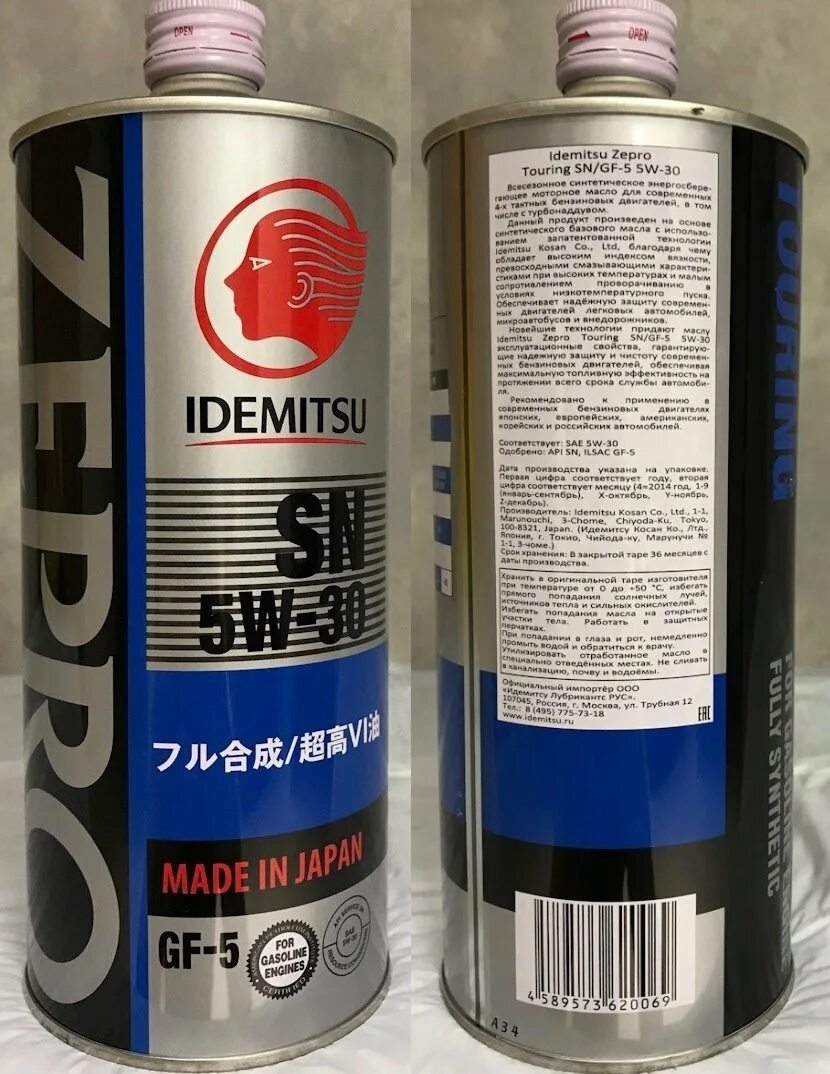 OPEN
ZEPRO
IDEMITSU
SN
5W-30
フル合成/超高VI油
MADE IN JAPAN
GF-5
FOR
GASOLINE
ENGINES
CERTIFIED
API SERVICE SN
SAE
5W-30
RESOURCE CONSERVING
OPEN
Idemitsu Zepro
Touring SN/GF-5 5W-30
Всесезонное синтетическое энергосбере-
гающее моторное масло для современных
4-х тактных бензиновых двигателей, в том
числе с турбонаддувом.
Данный продукт произведен на основе
синтетического базового масла с использо-
ванием запатентованной технологии
Idemitsu Kosan Co., Ltd, благодаря чему
обладает высоким индексом вязкости,
превосходными смазывающими характери-
стиками при высоких температурах и малым
сопротивлением проворачиванию в
условиях низкотемпературного пуска.
Обеспечивает надёжную защиту современ-
ных двигателей легковых автомобилей,
микроавтобусов и внедорожников.
Новейшие технологии придают маслу
Idemitsu Zepro Touring SN/GF-5 5W-30
эксплуатационные свойства, гарантирую-
щие надежную защиту и чистоту современ-
ных бензиновых двигателей, обеспечивая
максимальную топливную эффективность на
протяжении всего срока службы автомоби-
ля.
Рекомендовано к применению в
современных бензиновых двигателях
японских, европейских, американских,
корейских и российских автомобилей.
Соответствует: SAE 5W-30
Одобрено: API SN, ILSAC GF-5
Дата производства указана на упаковке.
Первая цифра соответствует году, вторая
цифра соответствует месяцу (4=2014 год, 1-9
(январь-сентябрь), X-октябрь, Y-ноябрь,
Z-декабрь).
Производитель: Idemitsu Kosan Co., Ltd., 1-1,
Marunouchi, 3-Chome, Chiyoda-Ku, Tokyo,
100-8321, Japan. (Идемитсу Косан Ко., Лтд.,
Япония, г. Токио, Чийода-ку, Марунучи №
1-1, 3-чоме.)
Срок хранения: В закрытой таре 36 месяцев с
даты производства.
Хранить в оригинальной таре изготовителя
при температуре от 0 до +50 °C, избегать
прямого попадания солнечных лучей,
источников тепла и сильных окислителей.
Избегать попадания масла на открытые
участки тела. Работать в защитных
перчатках.
При попадании в глаза и рот, немедленно
промыть водой и обратиться к врачу.
Утилизировать отработанное масло в
специально отведённых местах. Не сливать
в канализацию, почву и водоёмы.
Официальный импортёр ООО
«Идемитсу Лубрикантс РУС».
107045, Россия, г. Москва, ул. Трубная 12
Тел.: 8 (495) 775-73-18
www.idemitsu.ru
EAC
TOURING
FULLY SYNTHETIC
4 589573 620069
A34